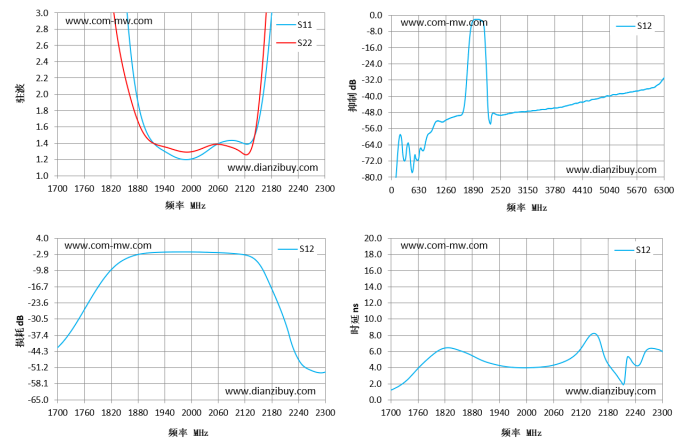 www.com-mw.com
S11
S22
驻波
3.0
2.8
2.6
2.4
2.2
2.0
1.8
1.6
1.4
1.2
1.0
www.dianzibuy.com
1700 1760 1820 1880 1940 2000 2060 2120 2180 2240 2300
频率 MHz
www.com-mw.com
S12
抑制 dB
0.0
-8.0
-16.0
-24.0
-32.0
-40.0
-48.0
-56.0
-64.0
-72.0
-80.0
www.dianzibuy.com
0 630 1260 1890 2520 3150 3780 4410 5040 5670 6300
频率 MHz
www.com-mw.com
S12
损耗 dB
4.0
-2.9
-9.8
-16.7
-23.6
-30.5
-37.4
-44.3
-51.2
-58.1
-65.0
www.dianzibuy.com
1700 1760 1820 1880 1940 2000 2060 2120 2180 2240 2300
频率 MHz
www.com-mw.com
S12
时延 ns
20.0
18.0
16.0
14.0
12.0
10.0
8.0
6.0
4.0
2.0
0.0
www.dianzibuy.com
1700 1760 1820 1880 1940 2000 2060 2120 2180 2240 2300
频率 MHz